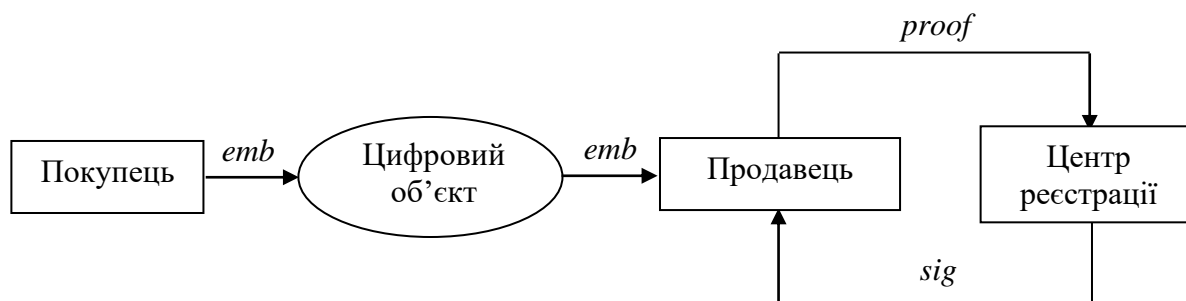 proof
Покупець
emb
Цифровий
об’єкт
emb
Продавець
Центр
реєстрації
sig